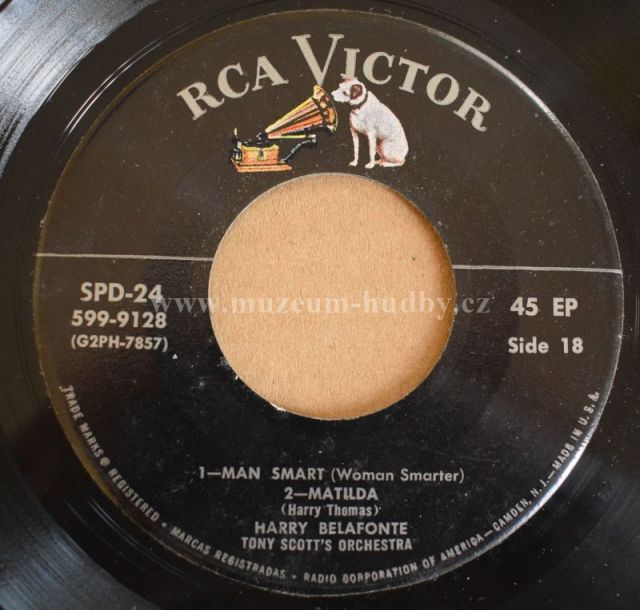 RCA VICTOR
SPD-24
599-9128
(G2PH-7857)
45 EP
Side 18
www.muzeum-hudby.cz
1—MAN SMART (Woman Smarter)
2—MATILDA
(Harry Thomas)
HARRY BELAFONTE
TONY SCOTT'S ORCHESTRA
TRADE MARKS ® REGISTERED - MARCAS REGISTRADAS - RADIO CORPORATION OF AMERICA—CAMDEN, N. J.—MADE IN U. S. A.